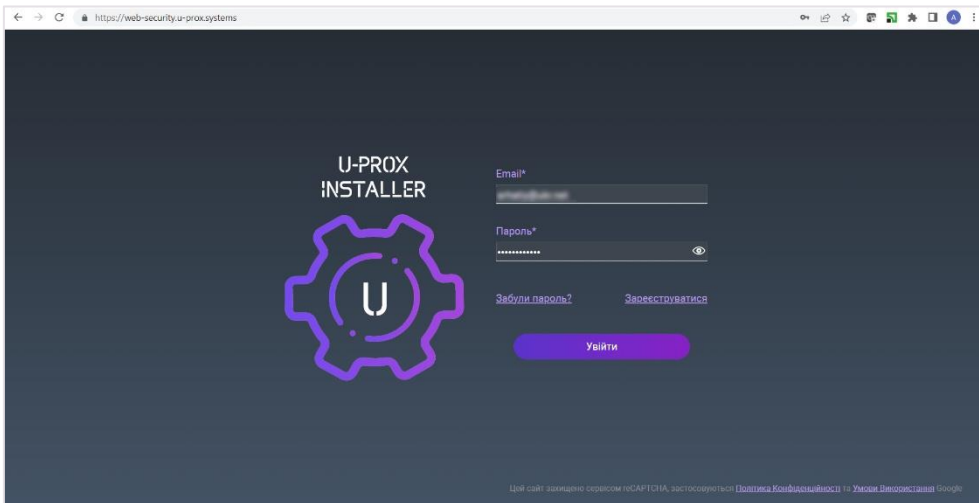 https://web-security.u-prox.systems
A
U-PROX
INSTALLER
U
Email*
Пароль*
Забули пароль? Зареєструватися
Увійти
Цей сайт захищено сервісом reCAPTCHA, застосовуються Політика Конфіденційності та Умови Використання Google